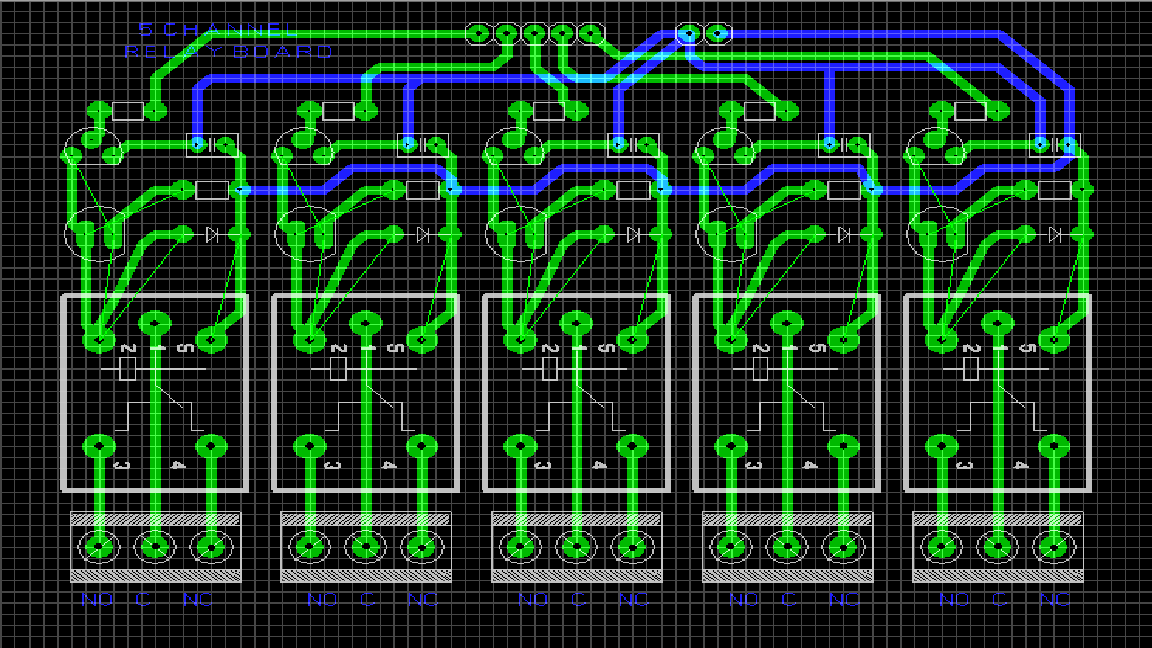 5 CHANNEL
RELAY BOARD
2 1 5 2 1 5 2 1 5 2 1 5 2 1 5
3 4 3 4 3 4 3 4 3 4
NO C NC NO C NC NO C NC NO C NC NO C NC